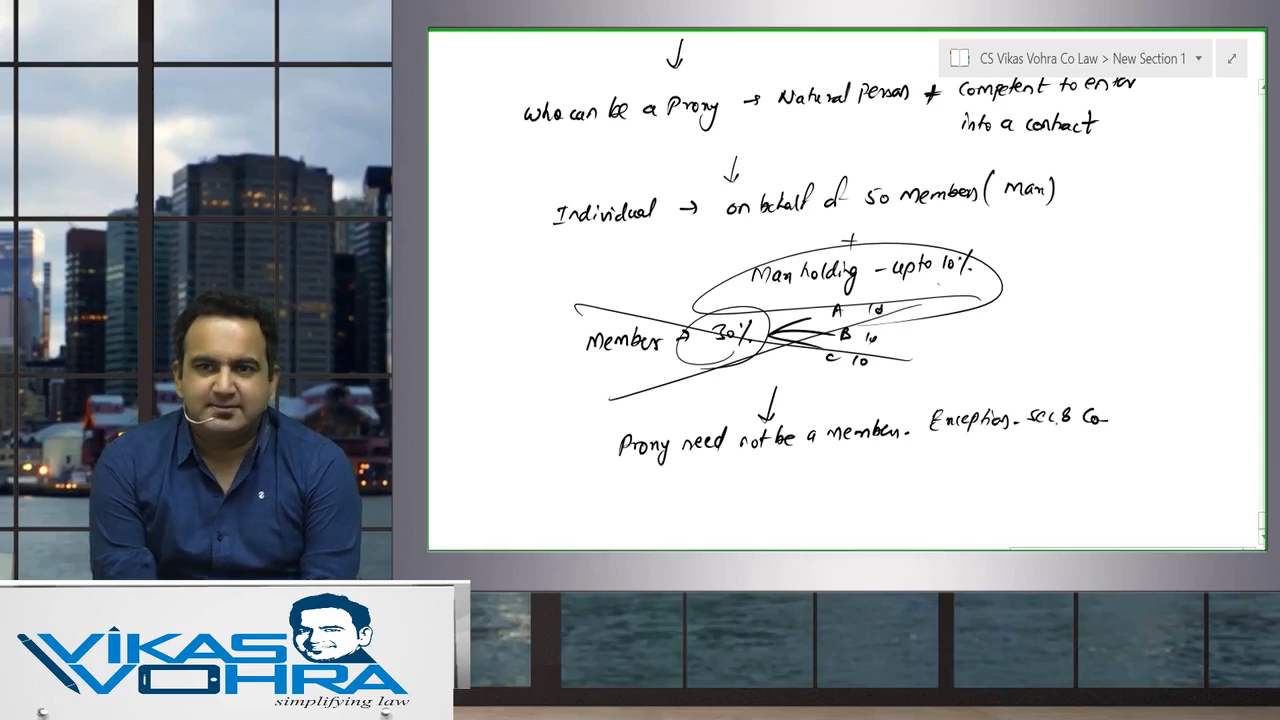 CS Vikas Vohra Co Law > New Section 1
Who can be a Proxy → Natural Person + competent to enter
into a contract
Individual → on behalf of 50 members (Max)
+
Max holding - upto 10%
Member → 30% A 10
B 10
C 10
Proxy need not be a member. Exception - Sec. 8 Co
VIKAS
VOHRA
simplifying law